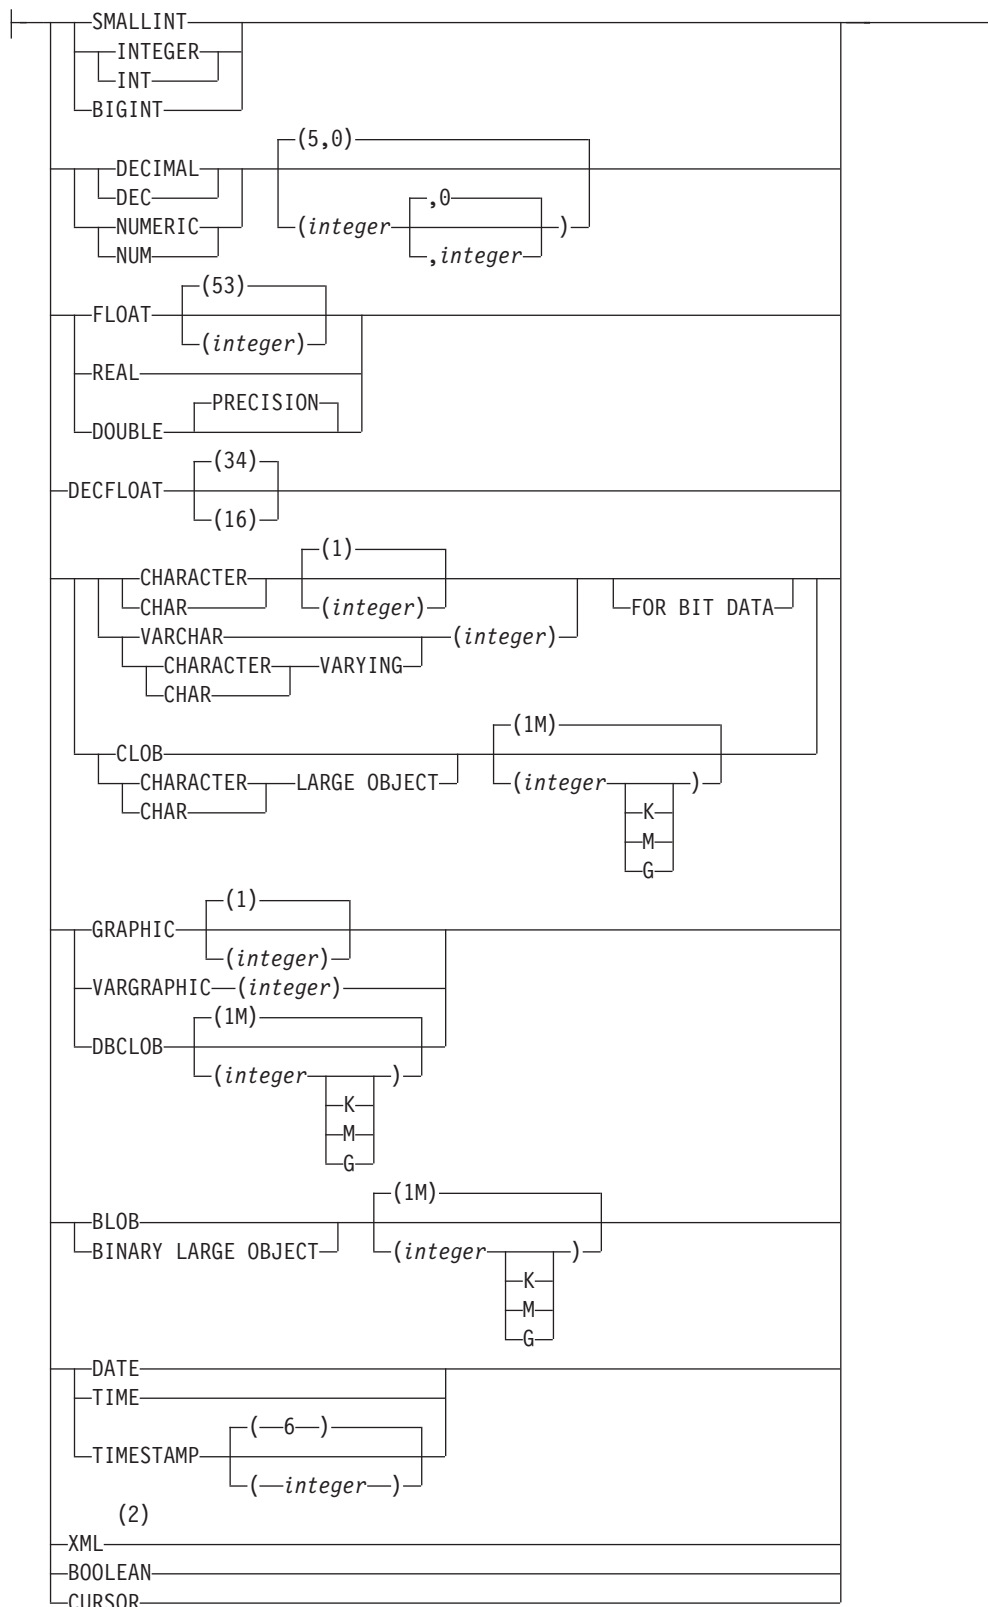 SMALLINT
INTEGER
INT
BIGINT
(5,0)
DECIMAL
DEC ,0
NUMERIC (integer )
NUM ,integer
(53)
FLOAT
(integer)
REAL
PRECISION
DOUBLE
(34)
DECFLOAT
(16)
(1)
CHARACTER
CHAR (integer) FOR BIT DATA
VARCHAR (integer)
CHARACTER VARYING
CHAR
(1M)
CLOB
CHARACTER LARGE OBJECT (integer )
CHAR K
M
G
(1)
GRAPHIC
(integer)
VARGRAPHIC (integer)
(1M)
DBCLOB
(integer )
K
M
G
(1M)
BLOB
BINARY LARGE OBJECT (integer )
K
M
G
DATE
TIME
( 6 )
TIMESTAMP
( integer )
(2)
XML
BOOLEAN
CURSOR